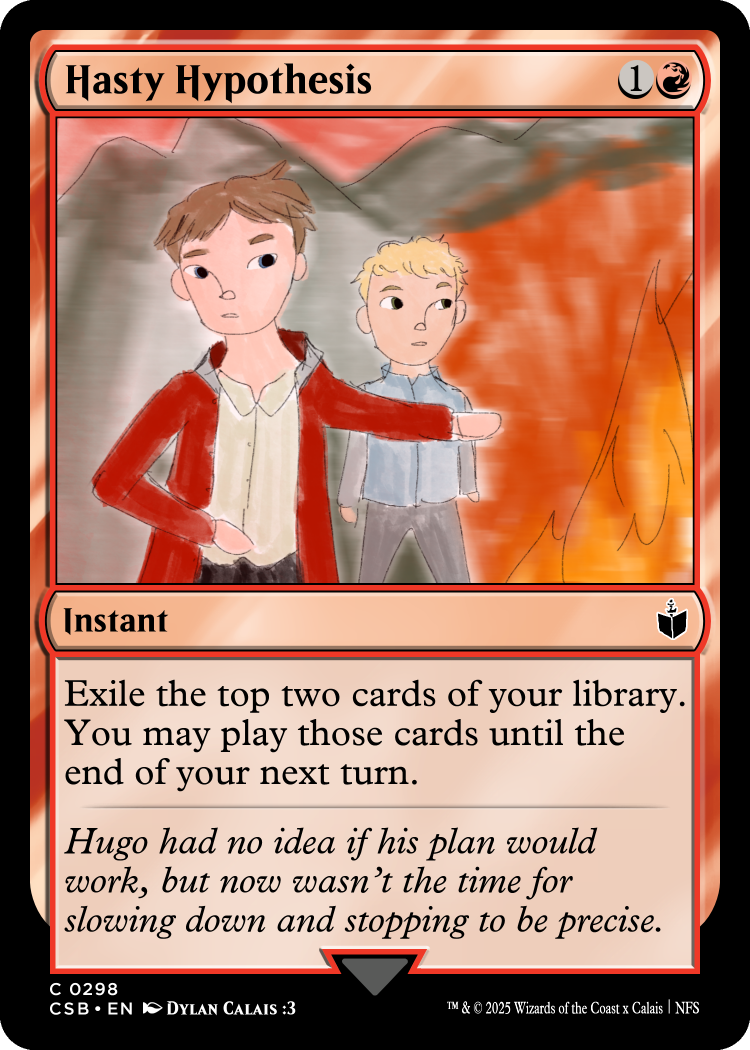 Hasty Hypothesis 1
Instant
Exile the top two cards of your library.
You may play those cards until the
end of your next turn.
Hugo had no idea if his plan would
work, but now wasn't the time for
slowing down and stopping to be precise.
C 0298
CSB • EN Dylan Calais :3
™ & © 2025 Wizards of the Coast x Calais | NFS